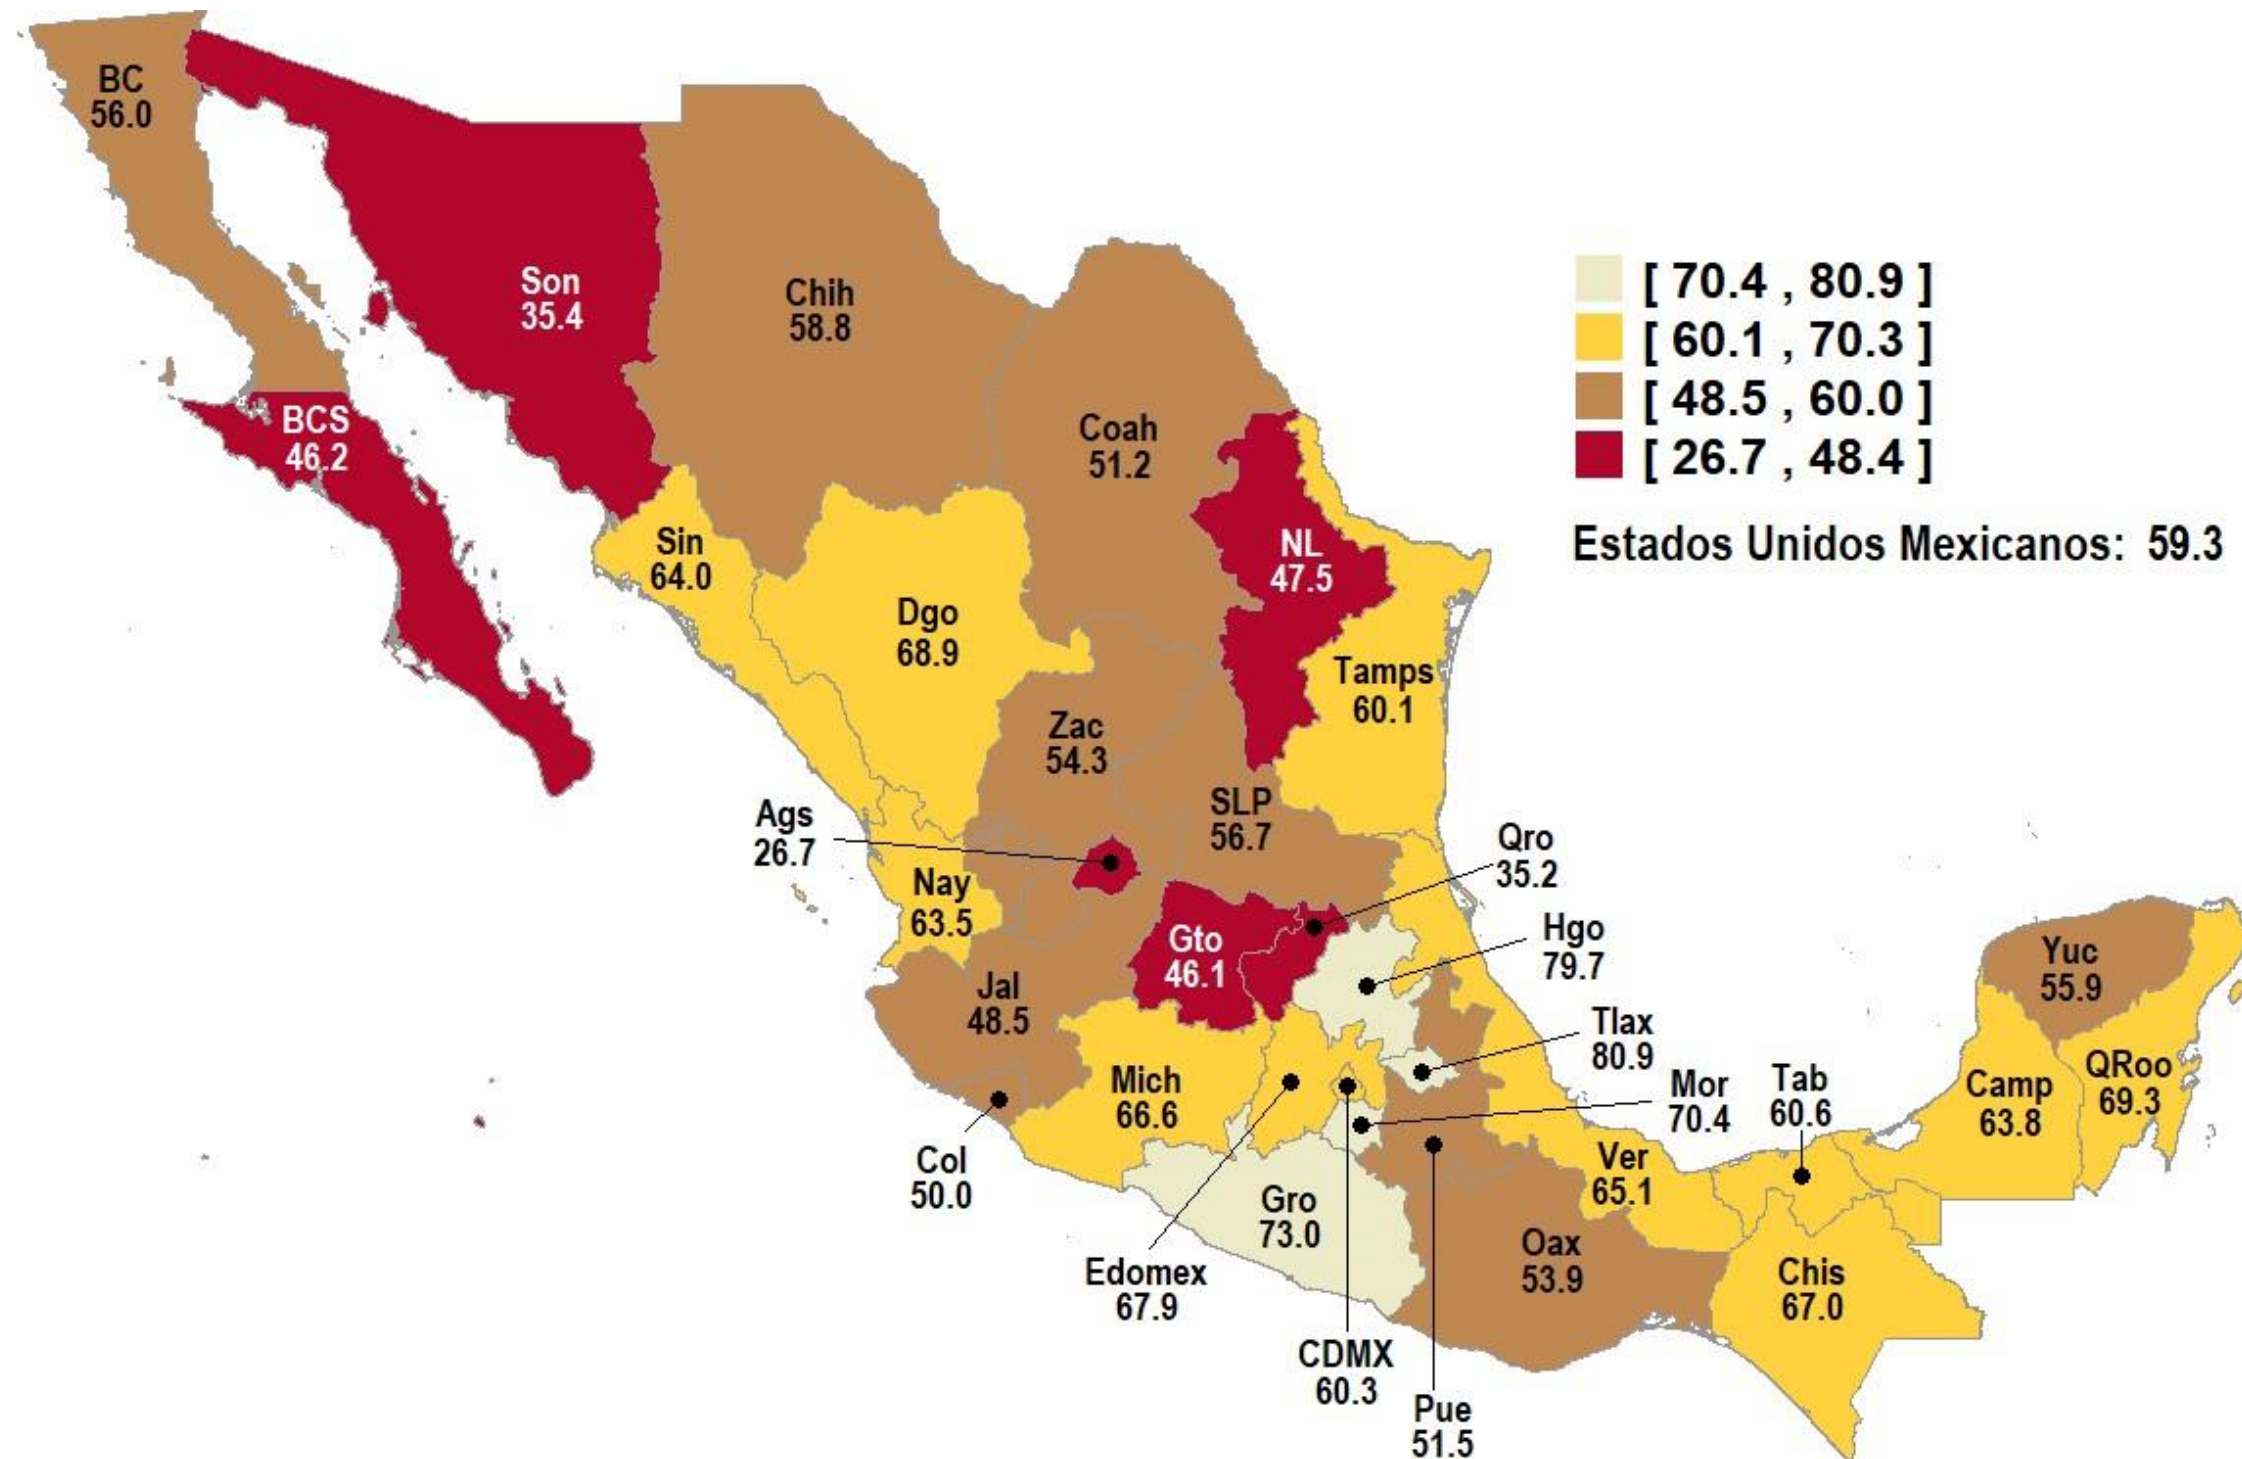 BC
56.0
Son
35.4
Chih
58.8
[ 70.4 , 80.9 ]
[ 60.1 , 70.3 ]
[ 48.5 , 60.0 ]
[ 26.7 , 48.4 ]
Estados Unidos Mexicanos: 59.3
BCS
46.2
Coah
51.2
Sin
64.0
NL
47.5
Dgo
68.9
Tamps
60.1
Zac
54.3
Ags
26.7
SLP
56.7
Qro
35.2
Nay
63.5
Gto
46.1
Hgo
79.7
Yuc
55.9
Jal
48.5
Tlax
80.9
Mich
66.6
Mor
70.4
Tab
60.6
Camp
63.8
QRoo
69.3
Col
50.0
Ver
65.1
Gro
73.0
Oax
53.9
Edomex
67.9
Chis
67.0
CDMX
60.3
Pue
51.5